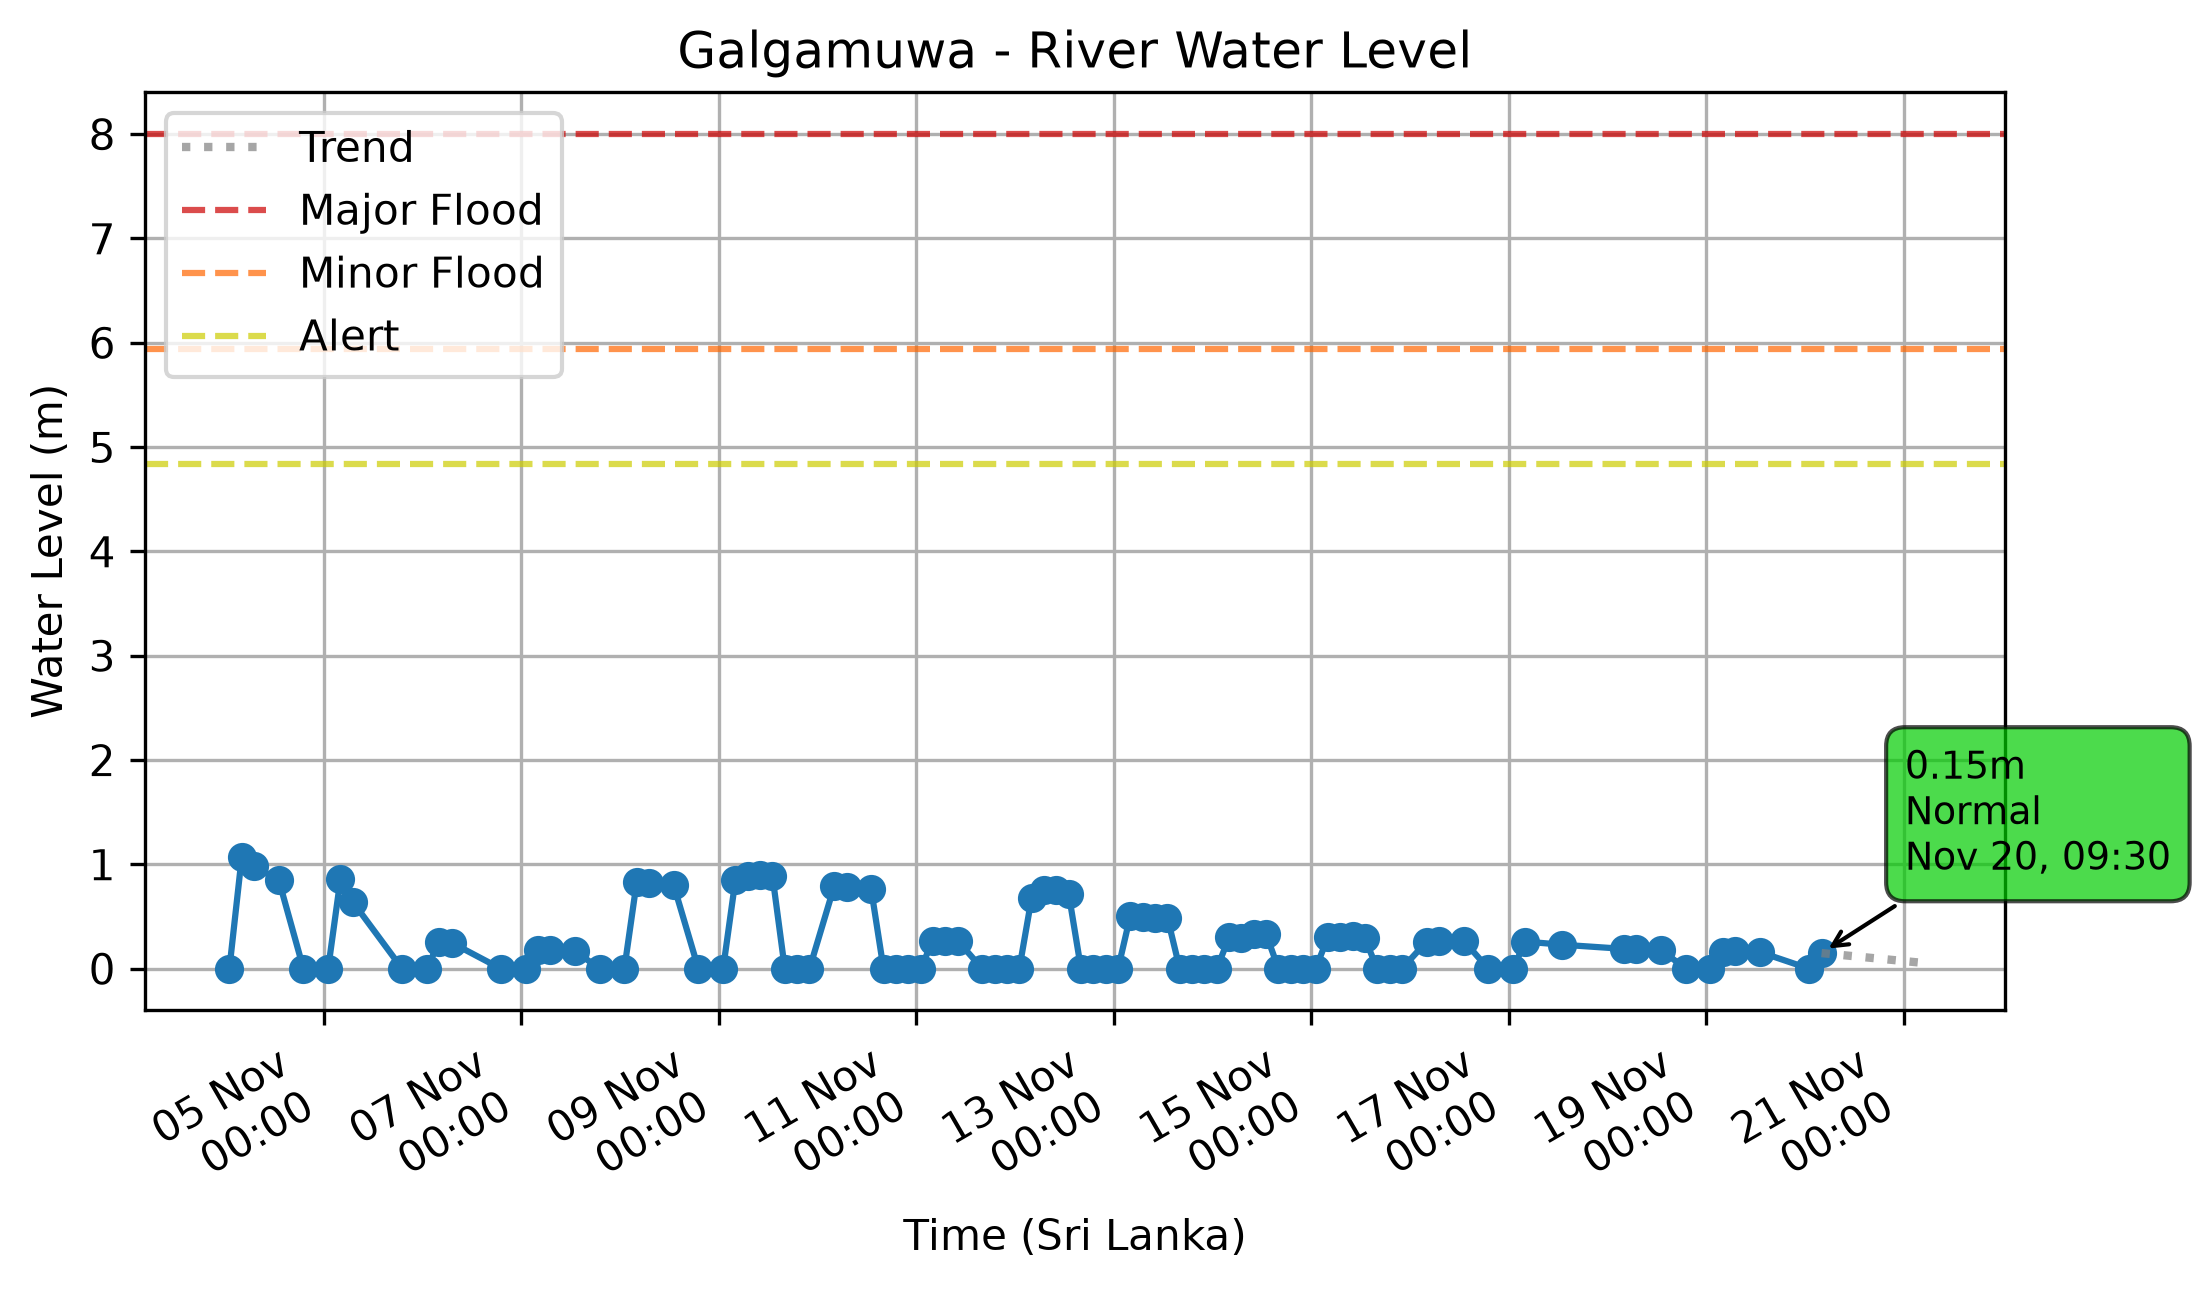 Galgamuwa - River Water Level
Trend
Major Flood
Minor Flood
Alert
Water Level (m)
8
7
6
5
4
3
2
1
0
0.15m
Normal
Nov 20, 09:30
05 Nov
00:00
07 Nov
00:00
09 Nov
00:00
11 Nov
00:00
13 Nov
00:00
15 Nov
00:00
17 Nov
00:00
19 Nov
00:00
21 Nov
00:00
Time (Sri Lanka)